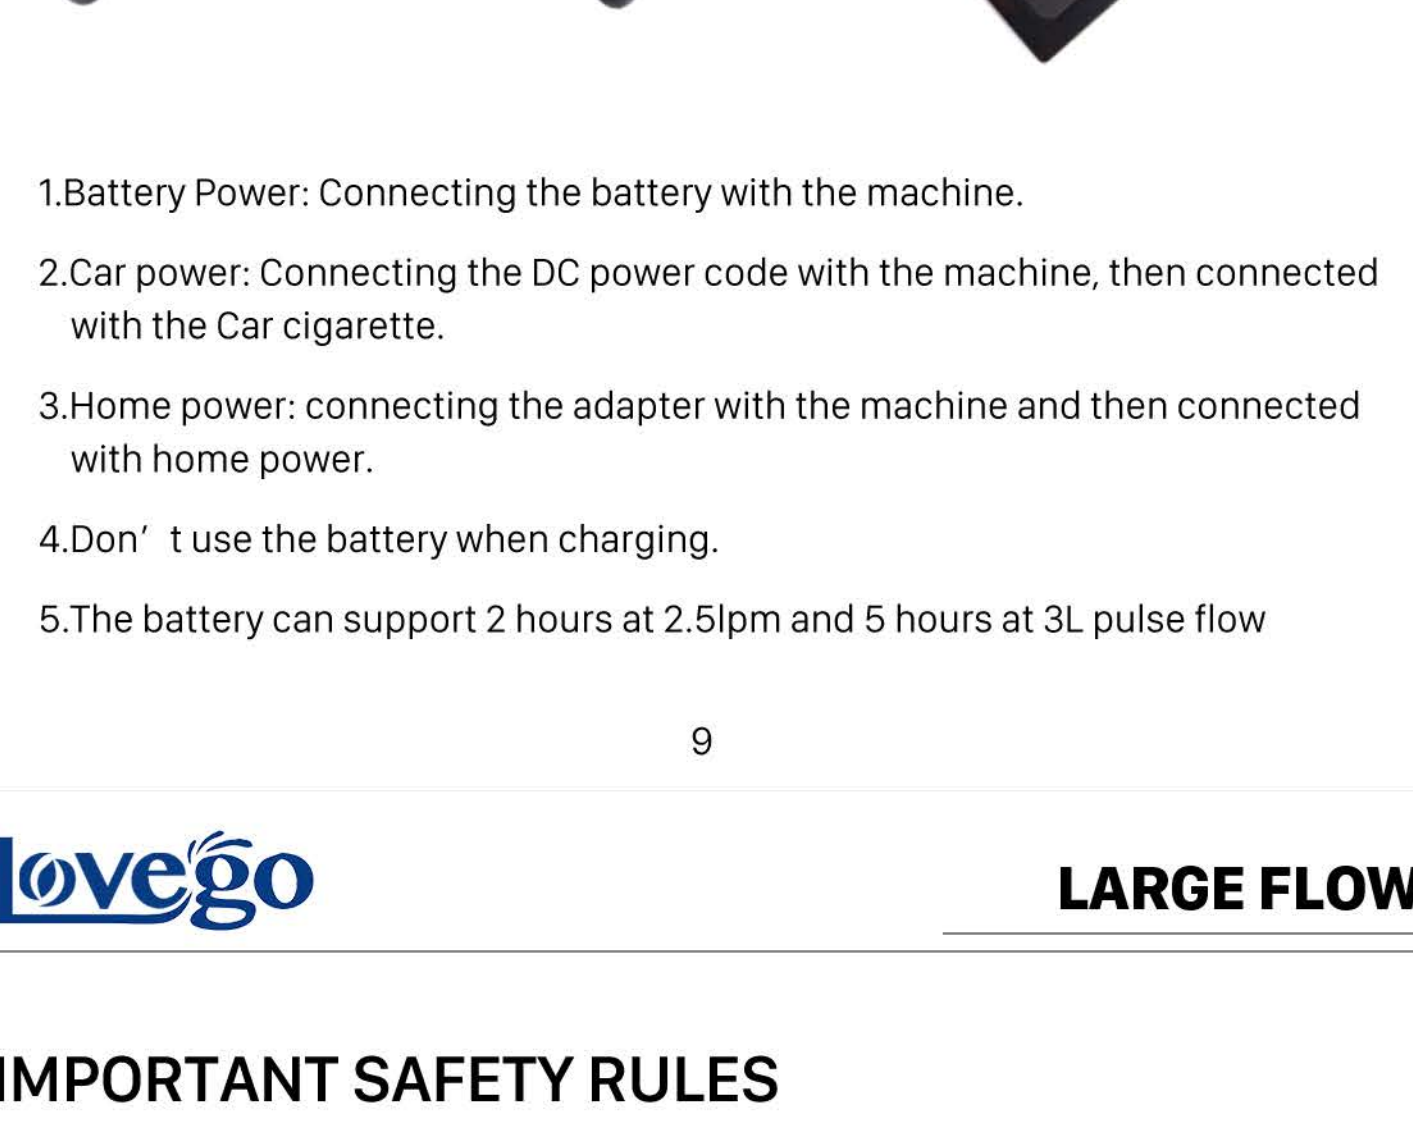 1.Battery Power: Connecting the battery with the machine.
2.Car power: Connecting the DC power code with the machine, then connected
with the Car cigarette.
3.Home power: connecting the adapter with the machine and then connected
with home power.
4.Don’ t use the battery when charging.
5.The battery can support 2 hours at 2.5lpm and 5 hours at 3L pulse flow
9
Lovego
LARGE FLOW
IMPORTANT SAFETY RULES